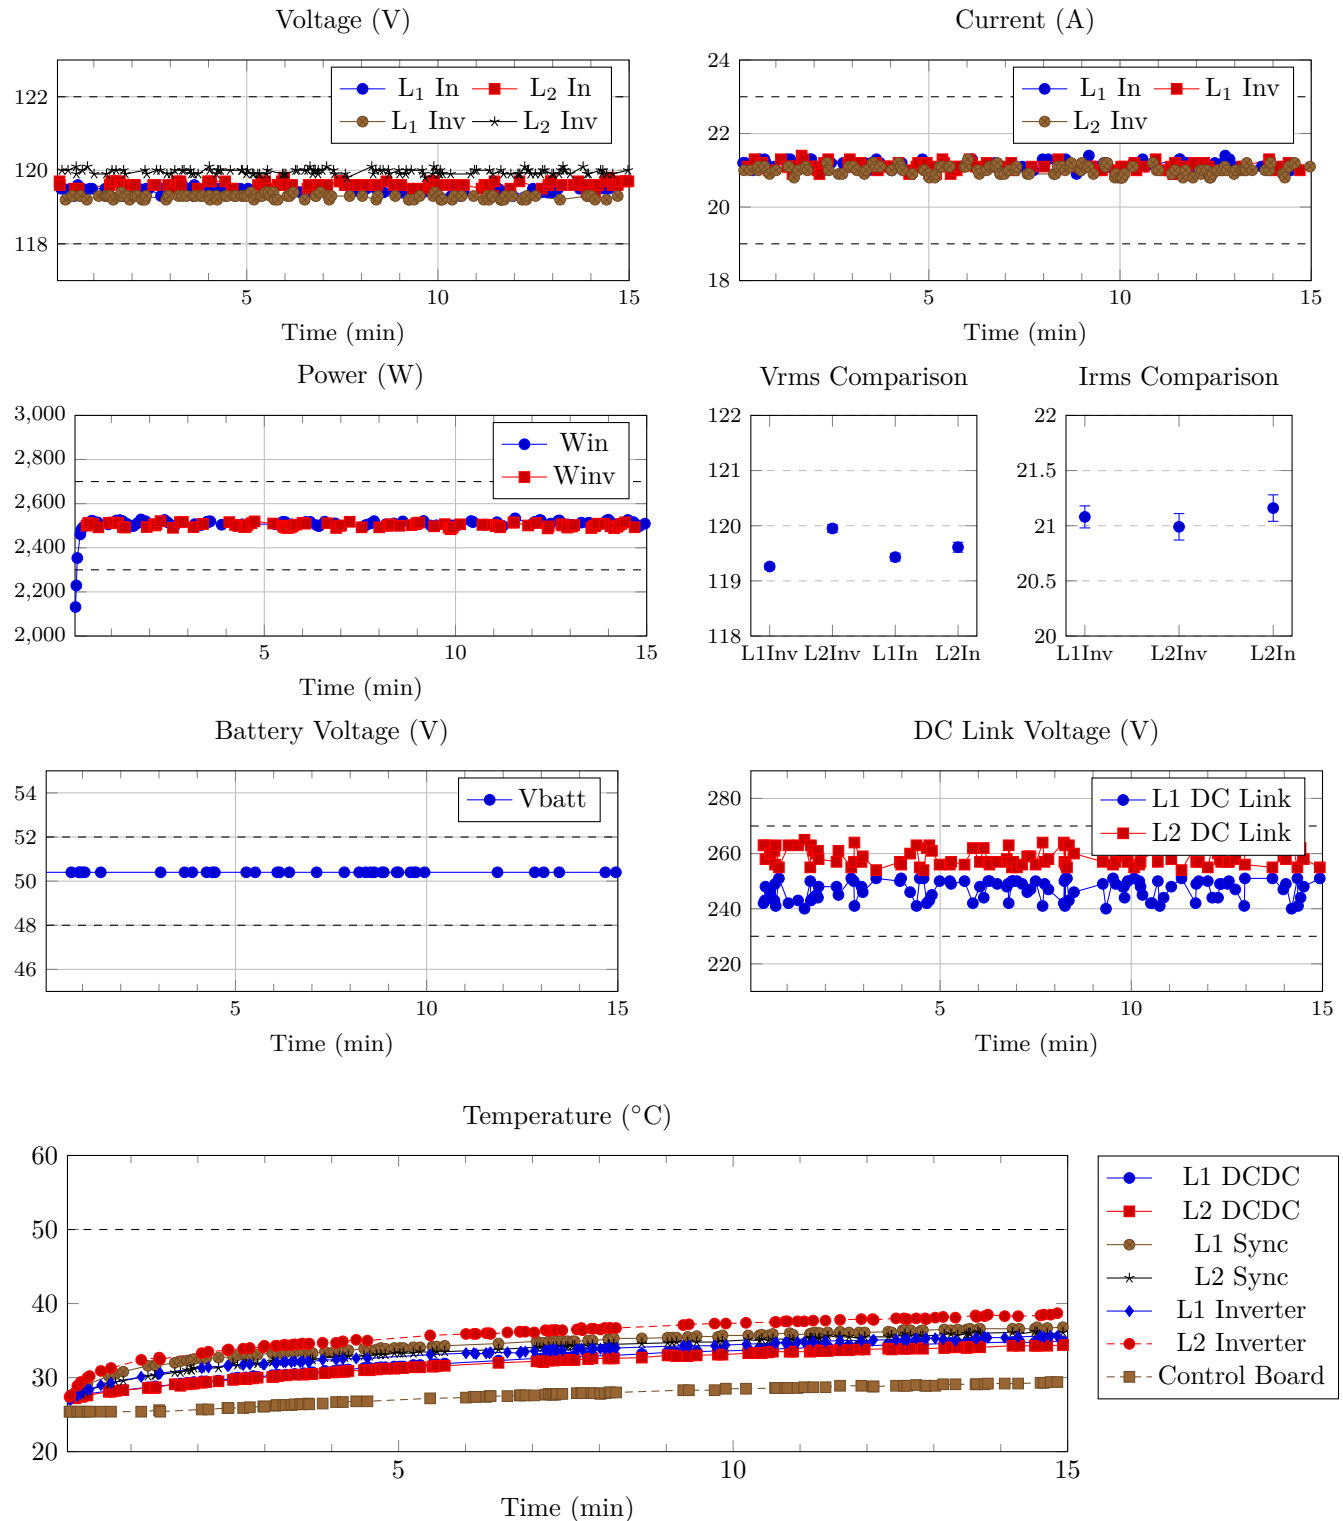 Voltage (V)
122
120
118
5
10
15
L1 In
L2 In
L1 Inv
L2 Inv
Time (min)
Current (A)
24
22
20
18
5
10
15
L1 In
L1 Inv
L2 Inv
Time (min)
Power (W)
3,000
2,800
2,600
2,400
2,200
2,000
5
10
15
Win
Winv
Time (min)
Vrms Comparison
122
121
120
119
118
L1Inv
L2Inv
L1In
L2In
Irms Comparison
22
21.5
21
20.5
20
L1Inv
L2Inv
L2In
Battery Voltage (V)
54
52
50
48
46
5
10
15
Vbatt
Time (min)
DC Link Voltage (V)
280
260
240
220
5
10
15
L1 DC Link
L2 DC Link
Time (min)
Temperature (°C)
60
50
40
30
20
5
10
15
Time (min)
L1 DCDC
L2 DCDC
L1 Sync
L2 Sync
L1 Inverter
L2 Inverter
Control Board